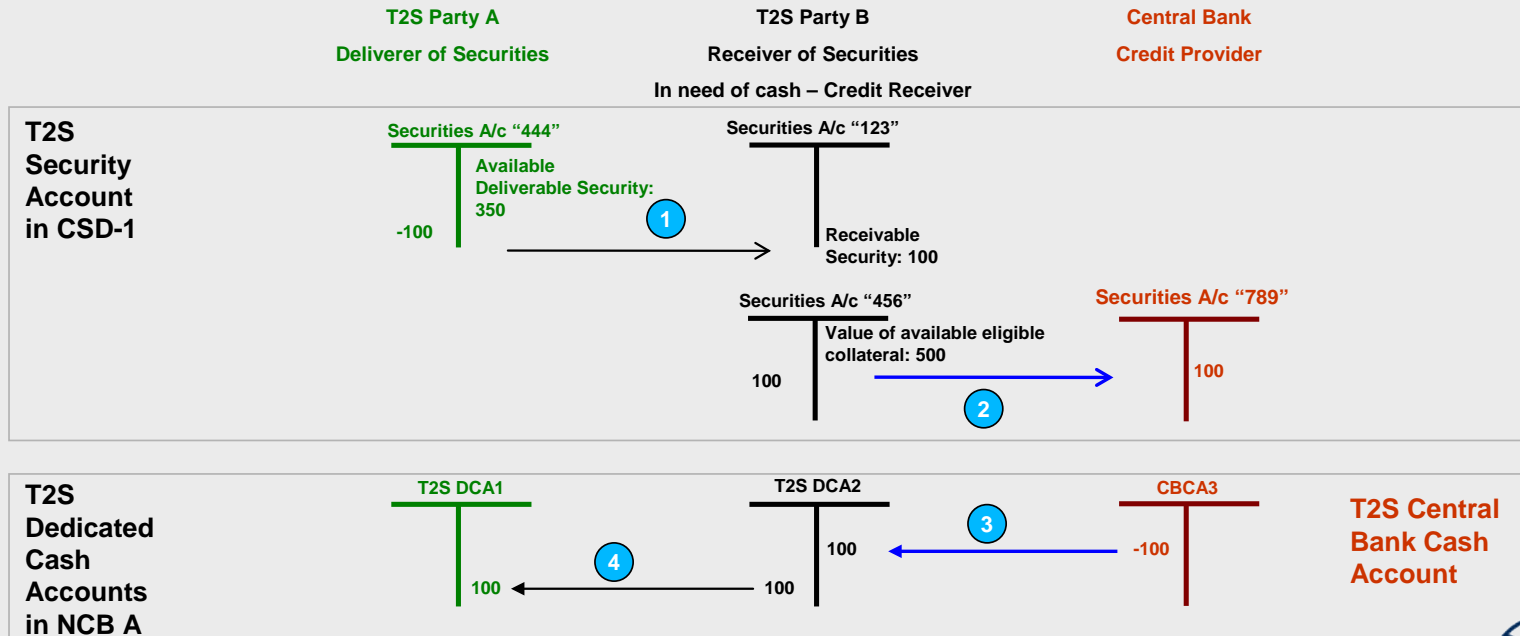 T2S Party A
Deliverer of Securities
T2S Party B
Receiver of Securities
In need of cash – Credit Receiver
Central Bank
Credit Provider
T2S
Security
Account
in CSD-1
Securities A/c “444”
Available
Deliverable Security:
350
-100
1
Securities A/c “123”
Receivable
Security: 100
Securities A/c “456”
Value of available eligible
collateral: 500
100
2
Securities A/c “789”
100
T2S
Dedicated
Cash
Accounts
in NCB A
T2S DCA1
100
4
T2S DCA2
100
100
3
CBCA3
-100
T2S Central
Bank Cash
Account